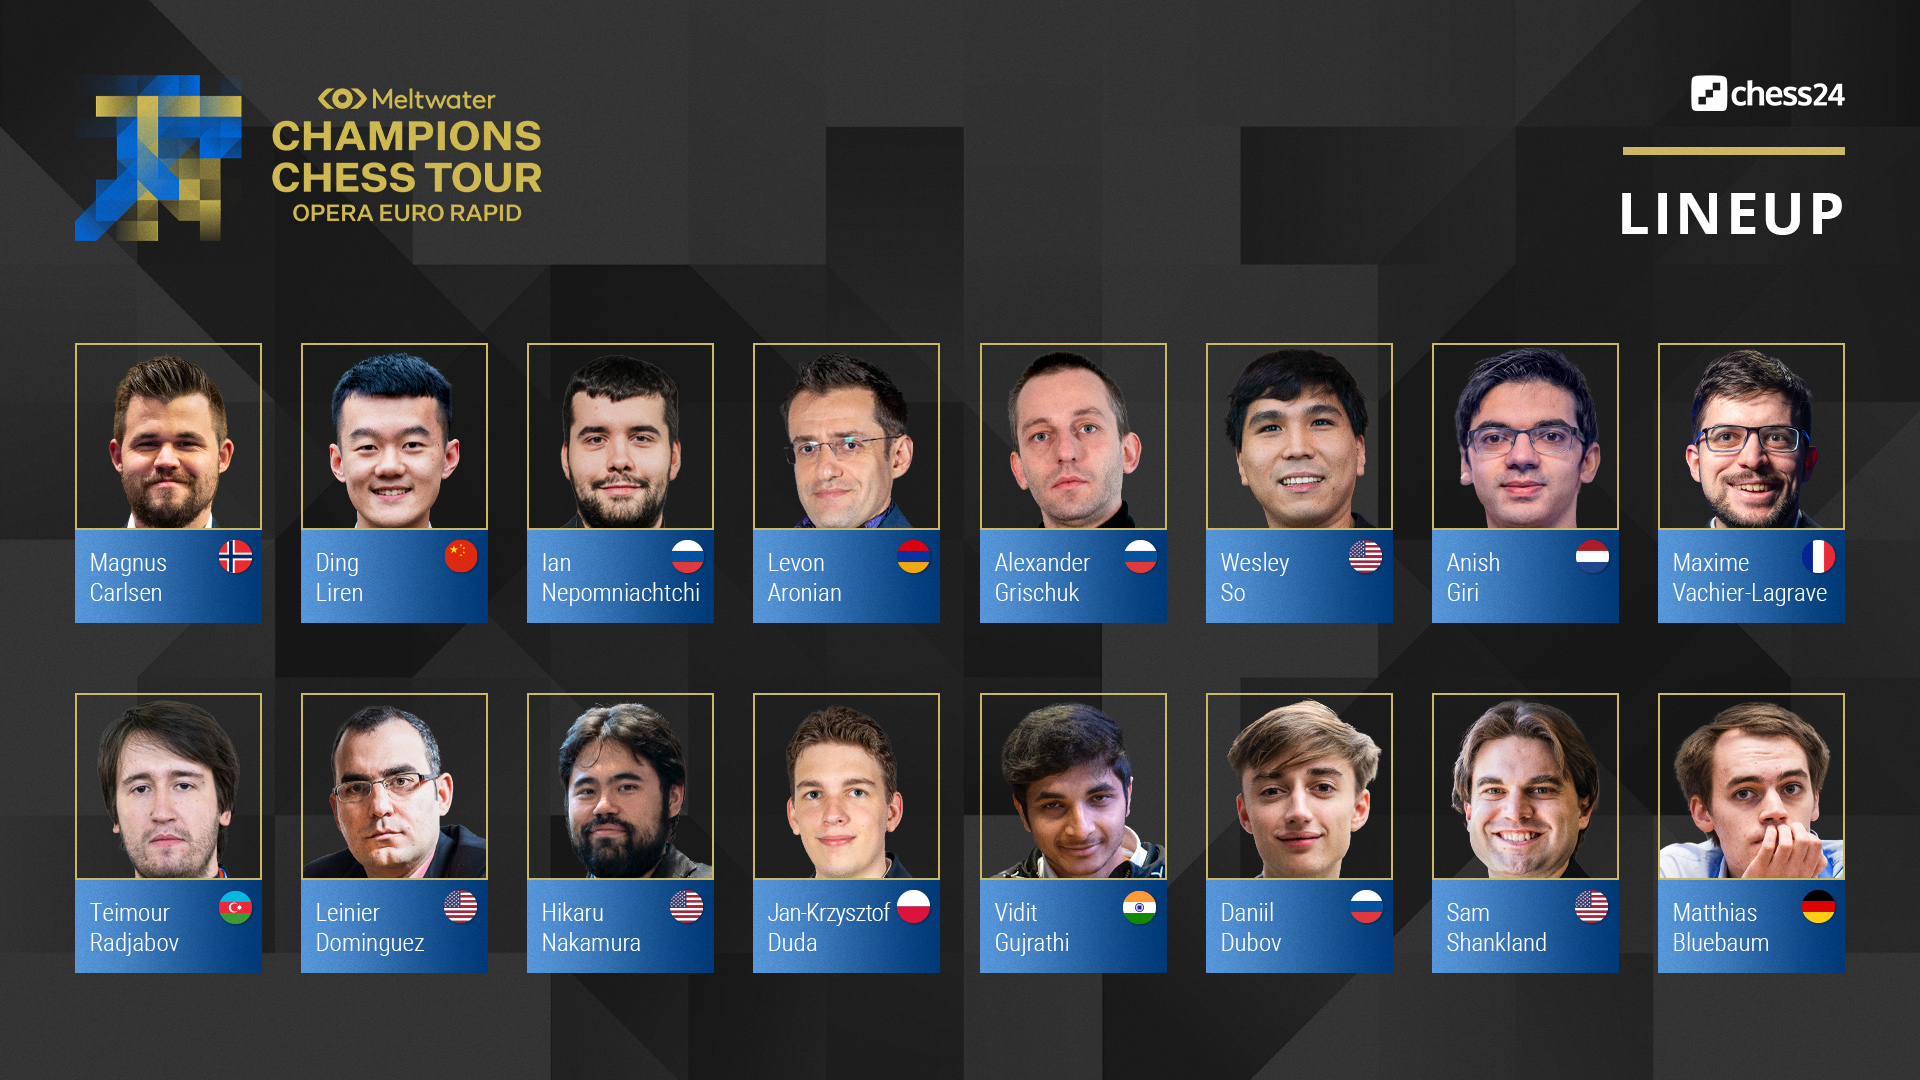 Meltwater
CHAMPIONS
CHESS TOUR
OPERA EURO RAPID
chess24
LINEUP
Magnus
Carlsen
Ding
Liren
Ian
Nepomniachtchi
Levon
Aronian
Alexander
Grischuk
Wesley
So
Anish
Giri
Maxime
Vachier-Lagrave
Teimour
Radjabov
Leinier
Dominguez
Hikaru
Nakamura
Jan-Krzysztof
Duda
Vidit
Gujrathi
Daniil
Dubov
Sam
Shankland
Matthias
Bluebaum